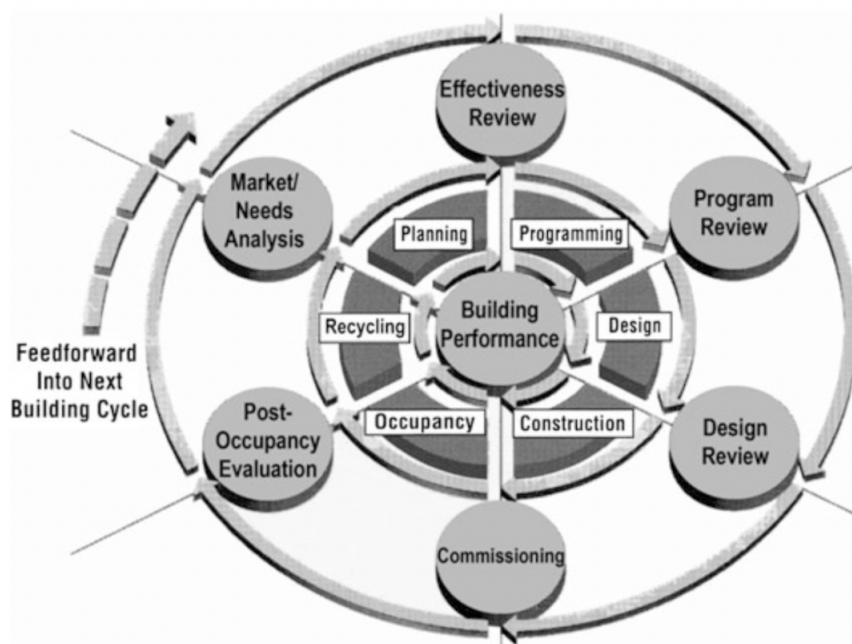 Effectiveness
Review
Market/
Needs
Analysis
Program
Review
Planning
Programming
Building
Performance
Recycling
Design
Feedforward
Into Next
Building Cycle
Post-
Occupancy
Evaluation
Occupancy
Construction
Design
Review
Commissioning